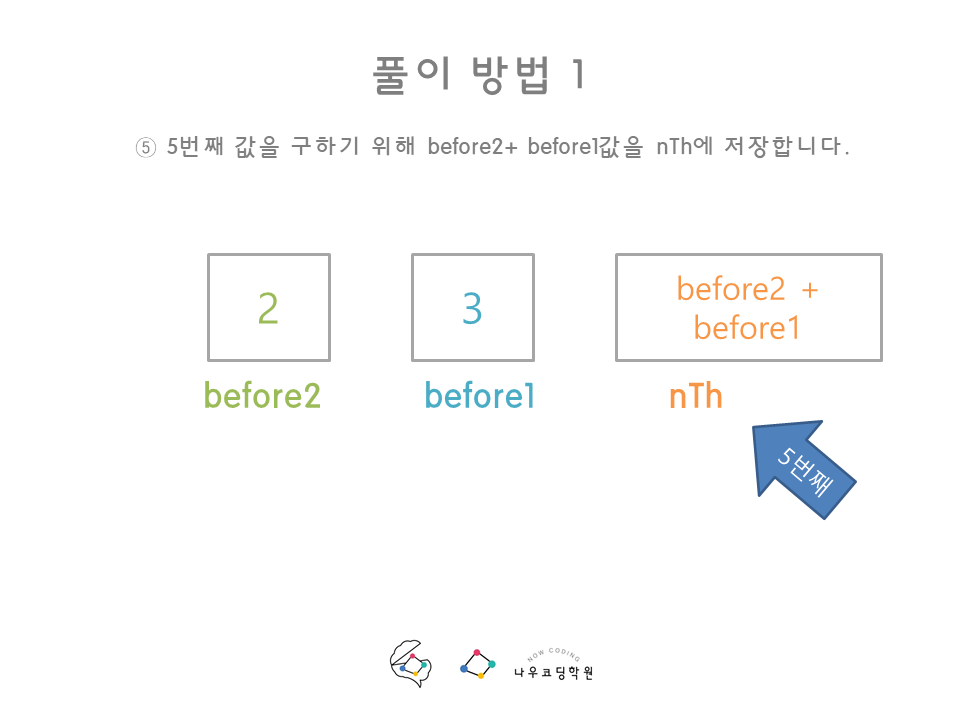 풀이 방법 1
⑤ 5번째 값을 구하기 위해 before2+ before1값을 nTh에 저장합니다.
2
3
before2 +
before1
before2
before1
nTh
5번째
NOW CODING
나우코딩학원